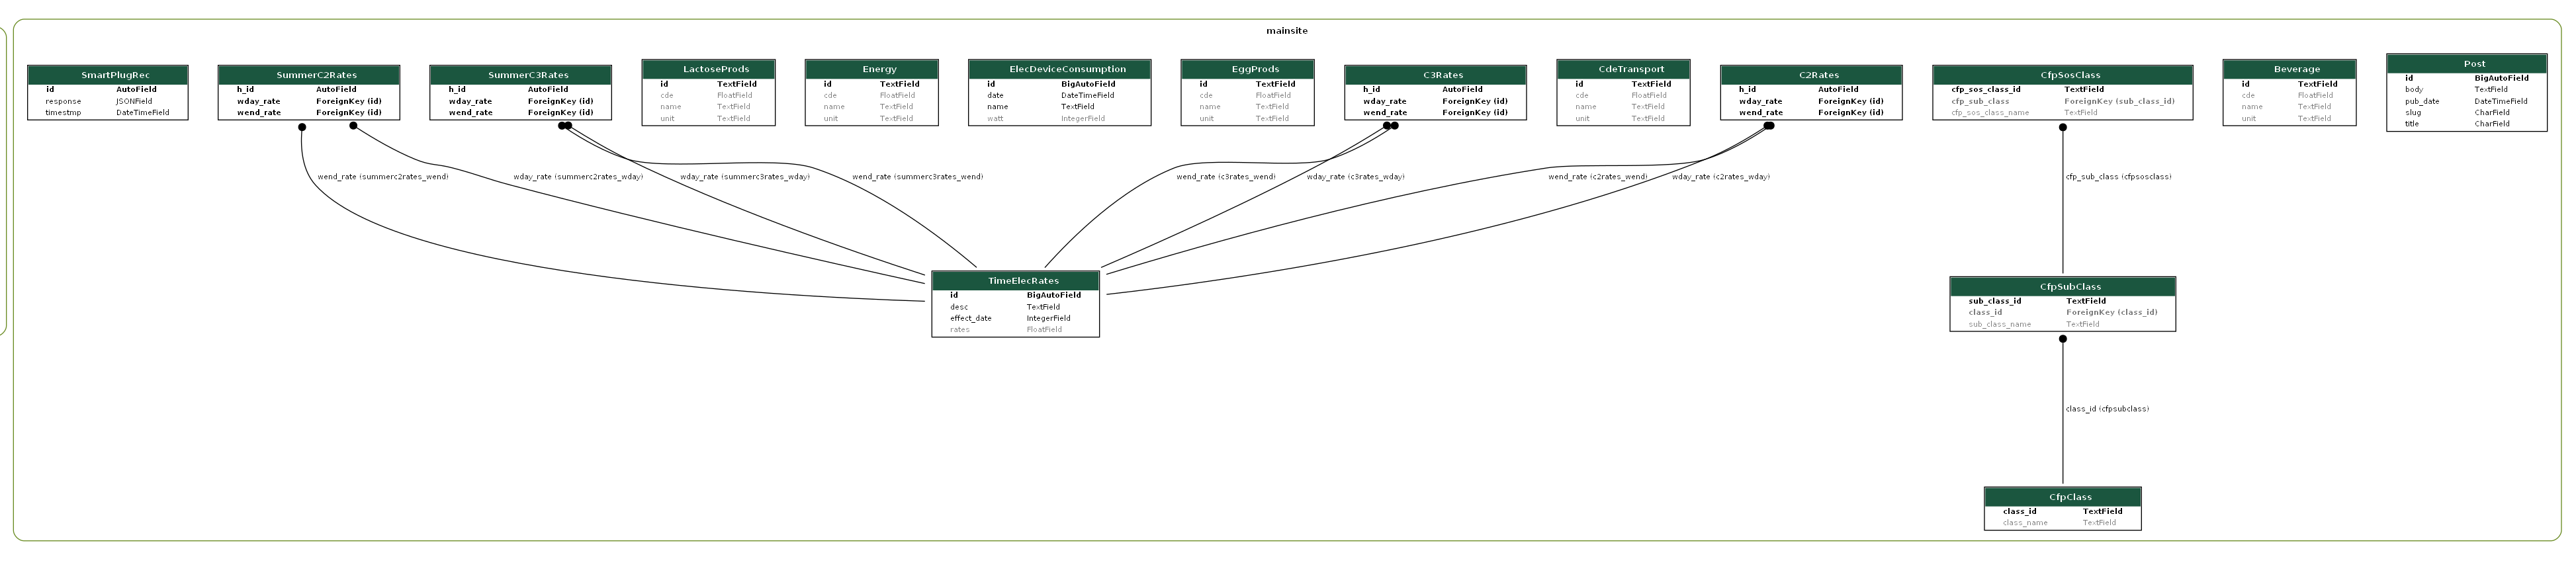 mainsite
SmartPlugRec
id AutoField
response JSONField
timestmp DateTimeField
SummerC2Rates
h_id AutoField
wday_rate ForeignKey (id)
wend_rate ForeignKey (id)
SummerC3Rates
h_id AutoField
wday_rate ForeignKey (id)
wend_rate ForeignKey (id)
LactoseProds
id TextField
cde FloatField
name TextField
unit TextField
Energy
id TextField
cde FloatField
name TextField
unit TextField
ElecDeviceConsumption
id BigAutoField
date DateTimeField
name TextField
watt IntegerField
EggProds
id TextField
cde FloatField
name TextField
unit TextField
C3Rates
h_id AutoField
wday_rate ForeignKey (id)
wend_rate ForeignKey (id)
CdeTransport
id TextField
cde FloatField
name TextField
unit TextField
C2Rates
h_id AutoField
wday_rate ForeignKey (id)
wend_rate ForeignKey (id)
CfpSosClass
cfp_sos_class_id TextField
cfp_sub_class ForeignKey (sub_class_id)
cfp_sos_class_name TextField
Beverage
id TextField
cde FloatField
name TextField
unit TextField
Post
id BigAutoField
body TextField
pub_date DateTimeField
slug CharField
title CharField
wend_rate (summerc2rates_wend)
wday_rate (summerc2rates_wday)
wday_rate (summerc3rates_wday)
wend_rate (summerc3rates_wend)
wend_rate (c3rates_wend)
wday_rate (c3rates_wday)
wend_rate (c2rates_wend)
wday_rate (c2rates_wday)
cfp_sub_class (cfpsosclass)
TimeElecRates
id BigAutoField
desc TextField
effect_date IntegerField
rates FloatField
CfpSubClass
sub_class_id TextField
class_id ForeignKey (class_id)
sub_class_name TextField
class_id (cfpsubclass)
CfpClass
class_id TextField
class_name TextField